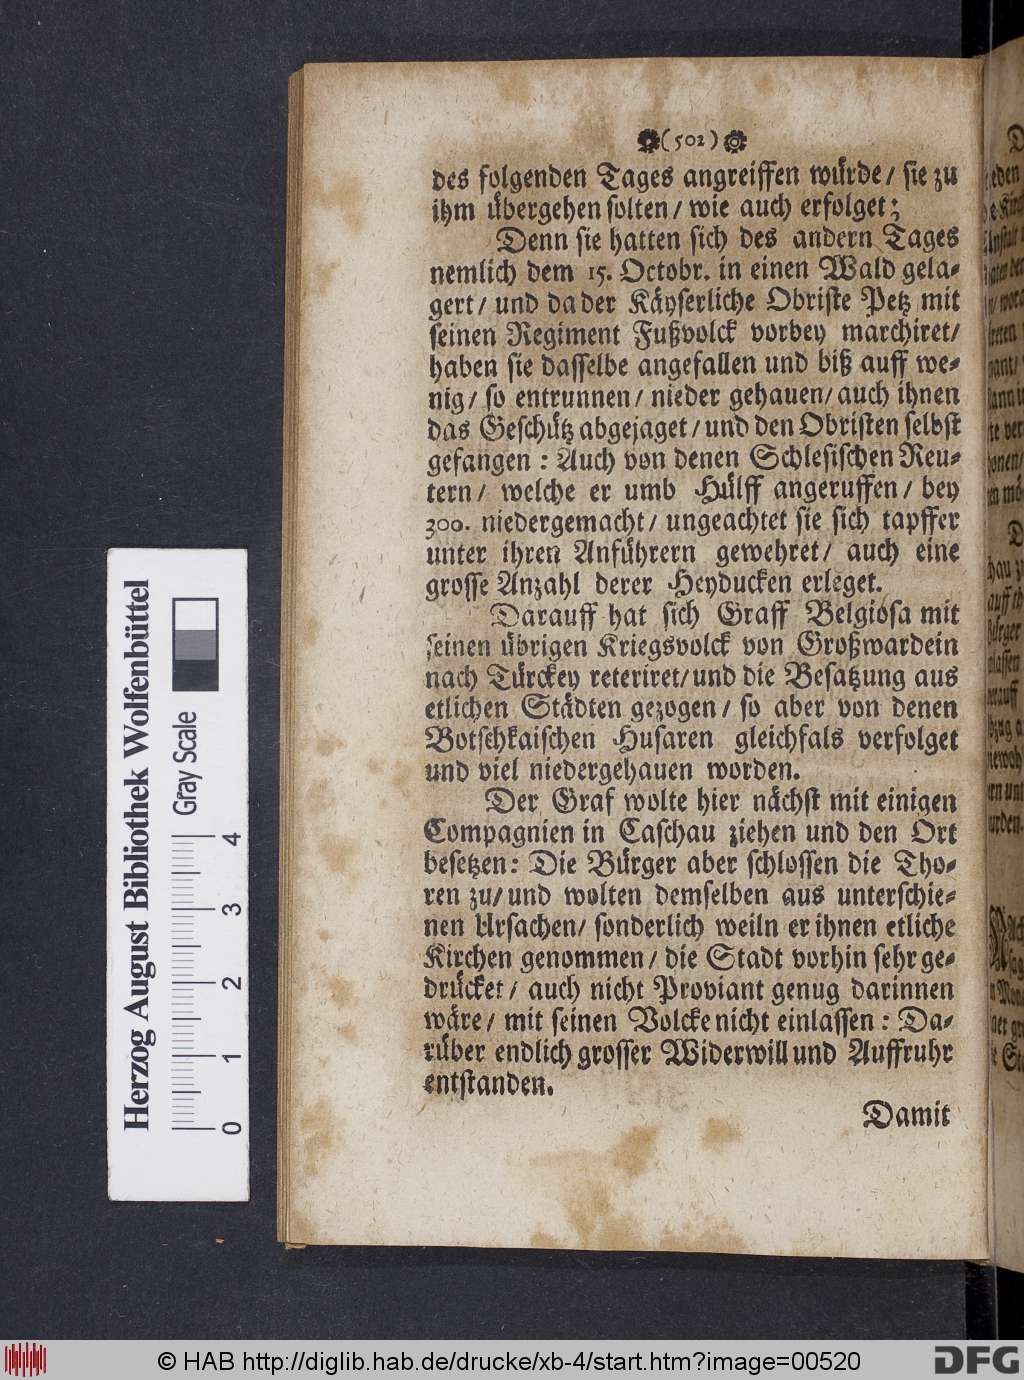 (502)
des folgenden Tages angreiffen würde/ sie zu
ihm übergehen solten/ wie auch erfolget;
Denn sie hatten sich des andern Tages
nemlich dem 15. Octobr. in einen Wald gela-
gert/ und da der Käyserliche Obriste Petz mit
seinen Regiment Fußvolck vorbey marchiret/
haben sie dasselbe angefallen und biß auff we-
nig/ so entrunnen/ nieder gehauen/ auch ihnen
das Geschütz abgejaget/ und den Obristen selbst
gefangen: Auch von denen Schlesischen Reu-
tern/ welche er umb Hülff angeruffen/ bey
300. niedergemacht/ ungeachtet sie sich tapffer
unter ihren Anführern gewehret/ auch eine
grosse Anzahl derer Heyducken erleget.
Darauff hat sich Graff Belgiosa mit
seinen übrigen Kriegsvolck von Großwardein
nach Türckey reteriret/ und die Besatzung aus
etlichen Städten gezogen/ so aber von denen
Botschkaischen Husaren gleichfals verfolget
und viel niedergehauen worden.
Der Graf wolte hier nächst mit einigen
Compagnien in Caschau ziehen und den Ort
besetzen: Die Bürger aber schlossen die Tho-
ren zu/ und wolten demselben aus unterschie-
nen Ursachen/ sonderlich weiln er ihnen etliche
Kirchen genommen/ die Stadt vorhin sehr ge-
drücket/ auch nicht Proviant genug darinnen
wäre/ mit seinen Volcke nicht einlassen: Da-
rüber endlich grosser Widerwill und Auffruhr
entstanden.
Damit
Herzog August Bibliothek Wolfenbüttel
Gray Scale
0 1 2 3 4
© HAB http://diglib.hab.de/drucke/xb-4/start.htm?image=00520
DFG